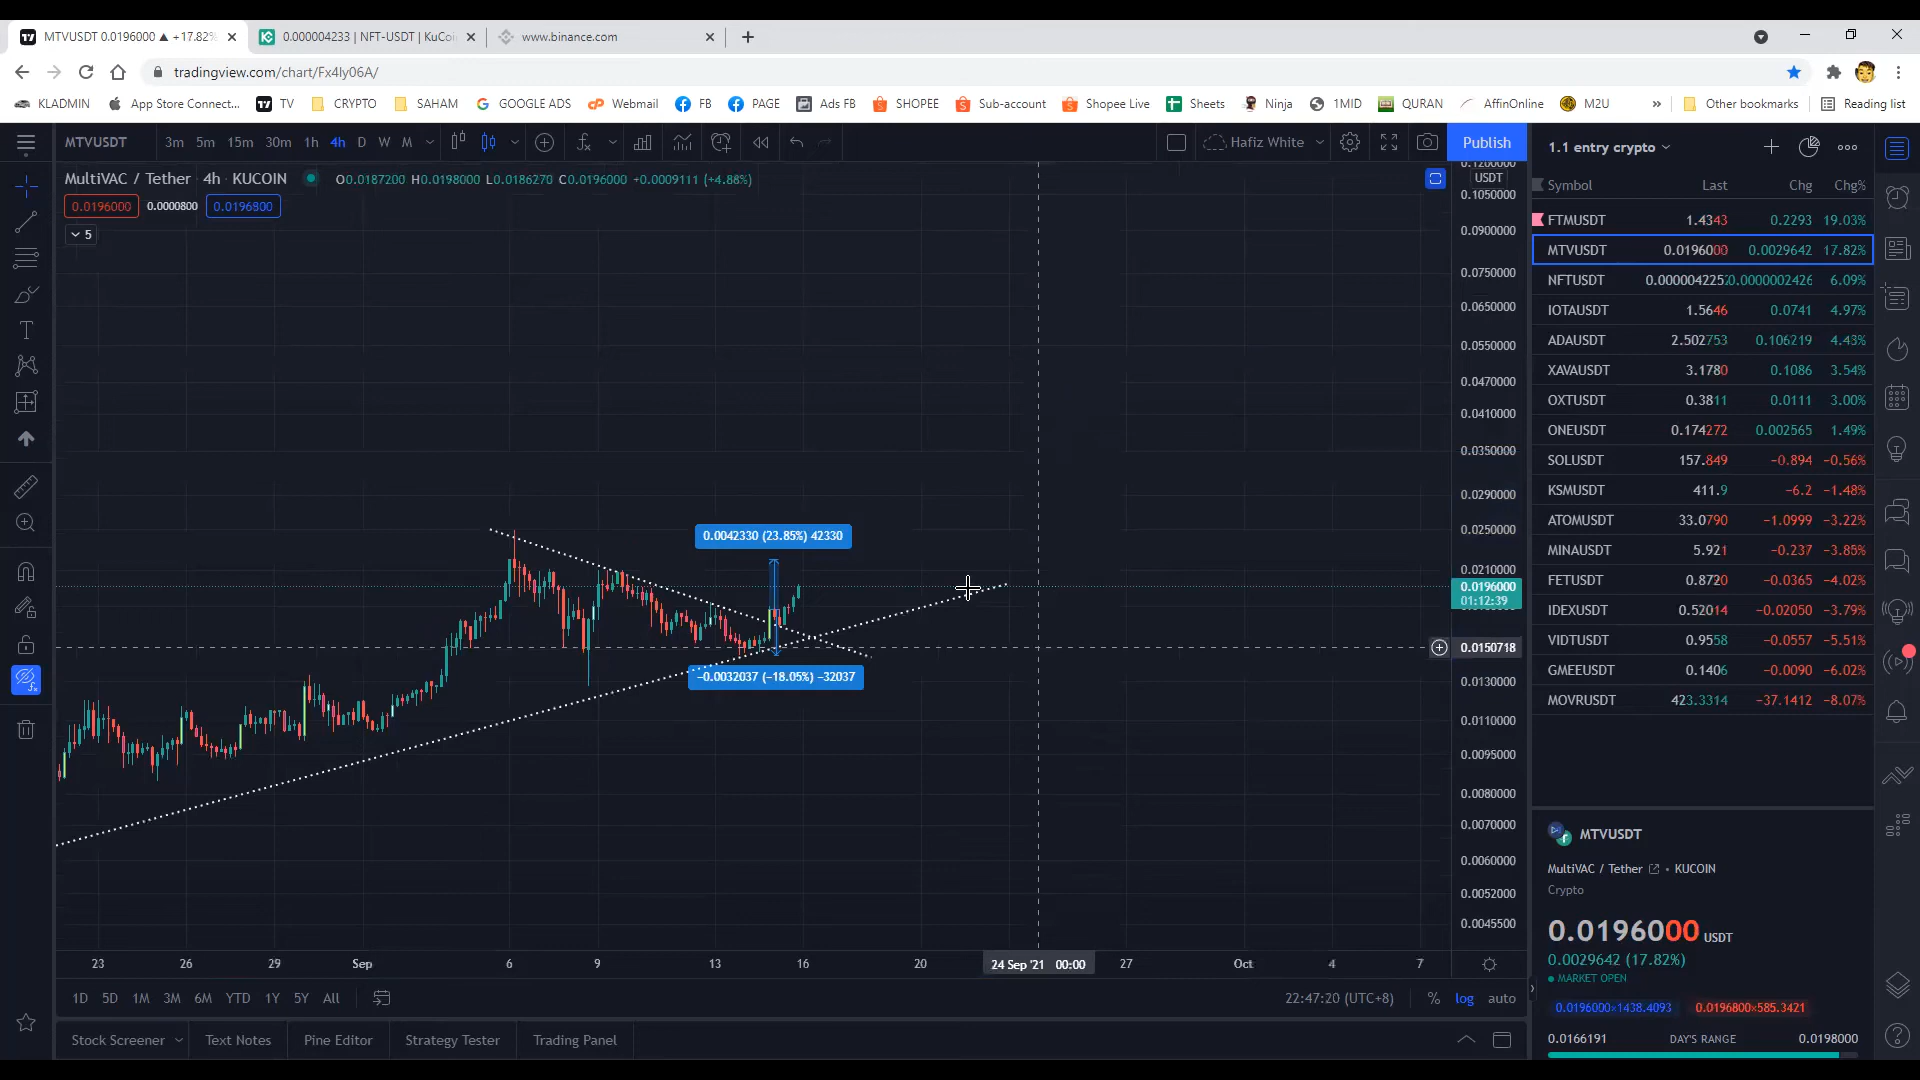 MTVUSDT 0.0196000 ▲ +17.82%
0.000004233 | NFT-USDT | KuCoi
www.binance.com
tradingview.com/chart/Fx4ly06A/
KLADMIN App Store Connect... TV CRYPTO SAHAM GOOGLE ADS Webmail FB PAGE Ads FB SHOPEE Sub-account Shopee Live Sheets Ninja 1MID QURAN AffinOnline M2U » Other bookmarks Reading list
MTVUSDT 3m 5m 15m 30m 1h 4h D W M Hafiz White Publish
MultiVAC / Tether · 4h · KUCOIN O0.0187200 H0.0198000 L0.0186270 C0.0196000 +0.0009111 (+4.88%)
0.0196000 0.0000800 0.0196800
5
0.0042330 (23.85%) 42330
-0.0032037 (-18.05%) -32037
USDT
0.1050000
0.0900000
0.0750000
0.0650000
0.0550000
0.0470000
0.0410000
0.0350000
0.0290000
0.0250000
0.0210000
0.0196000
01:12:39
0.0150718
0.0130000
0.0110000
0.0095000
0.0080000
0.0070000
0.0060000
0.0052000
0.0045500
23 26 29 Sep 6 9 13 16 20 24 Sep '21 00:00 27 Oct 4 7
1D 5D 1M 3M 6M YTD 1Y 5Y All 22:47:20 (UTC+8) % log auto
Stock Screener Text Notes Pine Editor Strategy Tester Trading Panel
1.1 entry crypto
Symbol Last Chg Chg%
FTMUSDT 1.4343 0.2293 19.03%
MTVUSDT 0.0196000 0.0029642 17.82%
NFTUSDT 0.000004225 0.0000002426 6.09%
IOTAUSDT 1.5646 0.0741 4.97%
ADAUSDT 2.502753 0.106219 4.43%
XAVAUSDT 3.1780 0.1086 3.54%
OXTUSDT 0.3811 0.0111 3.00%
ONEUSDT 0.174272 0.002565 1.49%
SOLUSDT 157.849 -0.894 -0.56%
KSMUSDT 411.9 -6.2 -1.48%
ATOMUSDT 33.0790 -1.0999 -3.22%
MINAUSDT 5.921 -0.237 -3.85%
FETUSDT 0.8720 -0.0365 -4.02%
IDEXUSDT 0.52014 -0.02050 -3.79%
VIDTUSDT 0.9558 -0.0557 -5.51%
GMEEUSDT 0.1406 -0.0090 -6.02%
MOVRUSDT 423.3314 -37.1412 -8.07%
MTVUSDT
MultiVAC / Tether • KUCOIN
Crypto
0.0196000 USDT
0.0029642 (17.82%)
• MARKET OPEN
0.0196000×1438.4093 0.0196800×585.3421
0.0166191 DAY'S RANGE 0.0198000